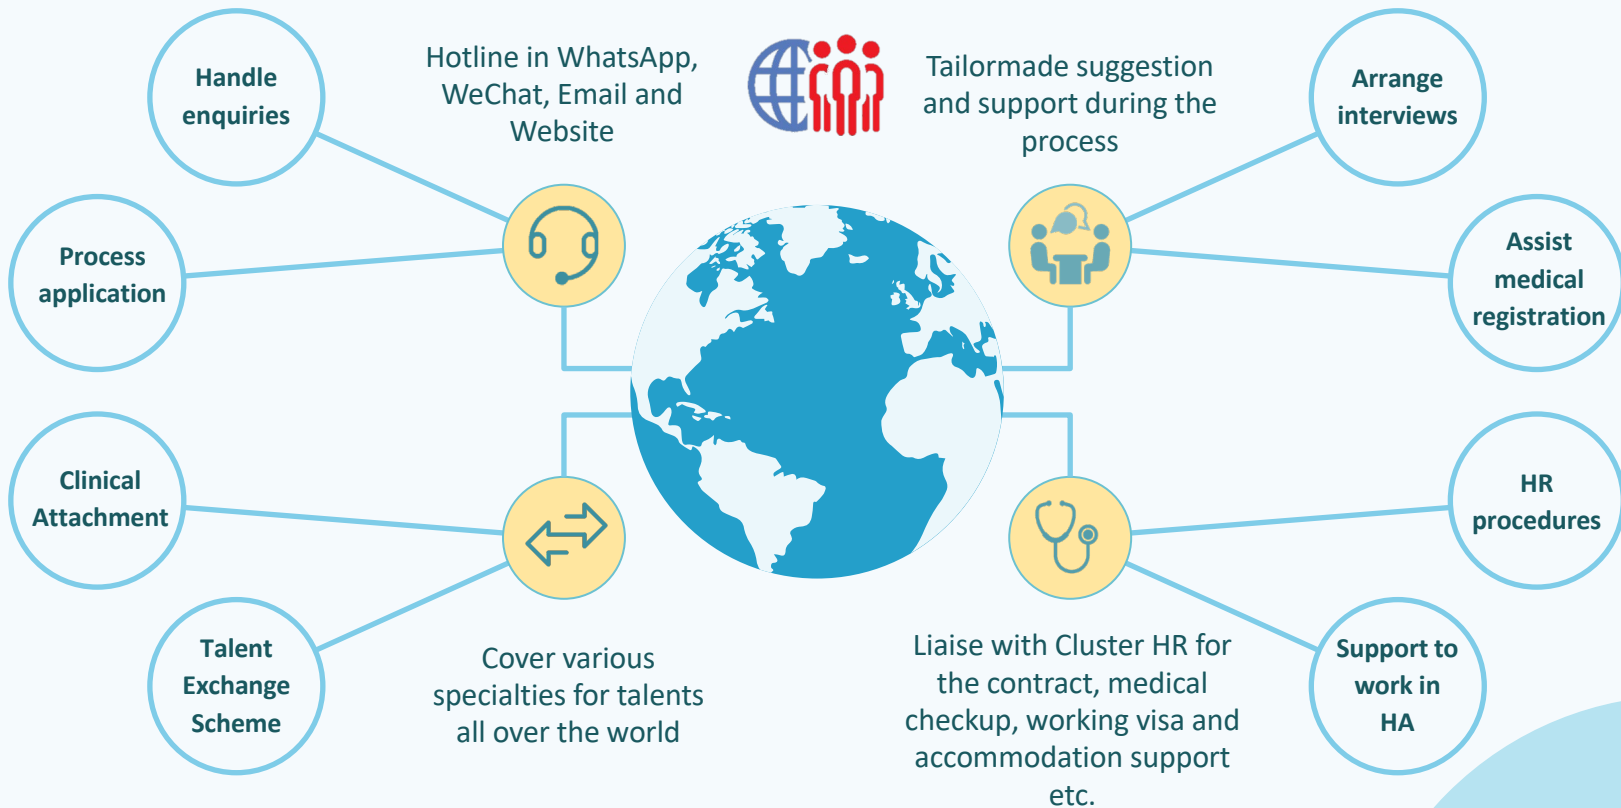 Handle
enquiries
Hotline in WhatsApp,
WeChat, Email and
Website
Tailormade suggestion
and support during the
process
Arrange
interviews
Process
application
Assist
medical
registration
Clinical
Attachment
HR
procedures
Talent
Exchange
Scheme
Cover various
specialties for talents
all over the world
Liaise with Cluster HR for
the contract, medical
checkup, working visa and
accommodation support
etc.
Support to
work in
HA